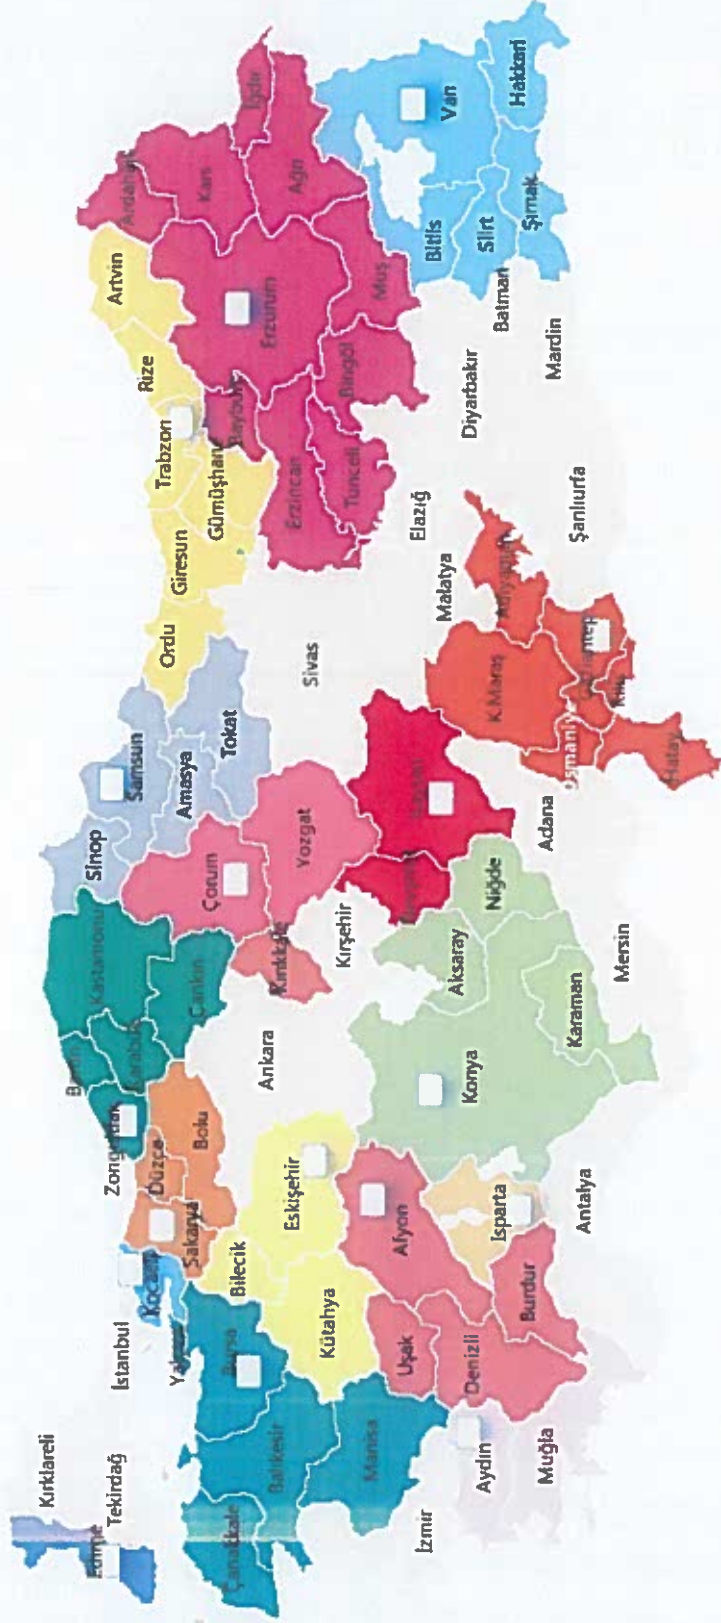 Kırklareli
Edirne
Tekirdağ
İstanbul
Kocaeli
Yalova
Sakarya
Düzce
Bolu
Zonguldak
Bartın
Karabük
Kastamonu
Çankırı
Sinop
Samsun
Amasya
Tokat
Çorum
Ordu
Giresun
Trabzon
Gümüşhane
Rize
Artvin
Ardahan
Kars
Iğdır
Ağrı
Erzurum
Bayburt
Erzincan
Tunceli
Bingöl
Muş
Çanakkale
Balıkesir
Bursa
Bilecik
Eskişehir
Kütahya
Manisa
Ankara
Kırıkkale
Kırşehir
Yozgat
Sivas
Kayseri
Nevşehir
İzmir
Uşak
Afyon
Denizli
Aydın
Muğla
Burdur
Isparta
Antalya
Konya
Aksaray
Niğde
Karaman
Mersin
Adana
K.Maraş
Osmaniye
Hatay
Gaziantep
Kilis
Adıyaman
Malatya
Elazığ
Şanlıurfa
Diyarbakır
Mardin
Batman
Bitlis
Siirt
Şırnak
Van
Hakkari